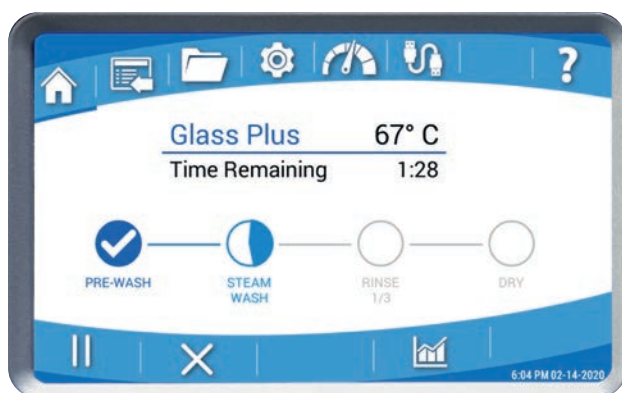 ?
Glass Plus 67° C
Time Remaining 1:28
PRE-WASH
STEAM
WASH
RINSE
1/3
DRY
6:04 PM 02-14-2020